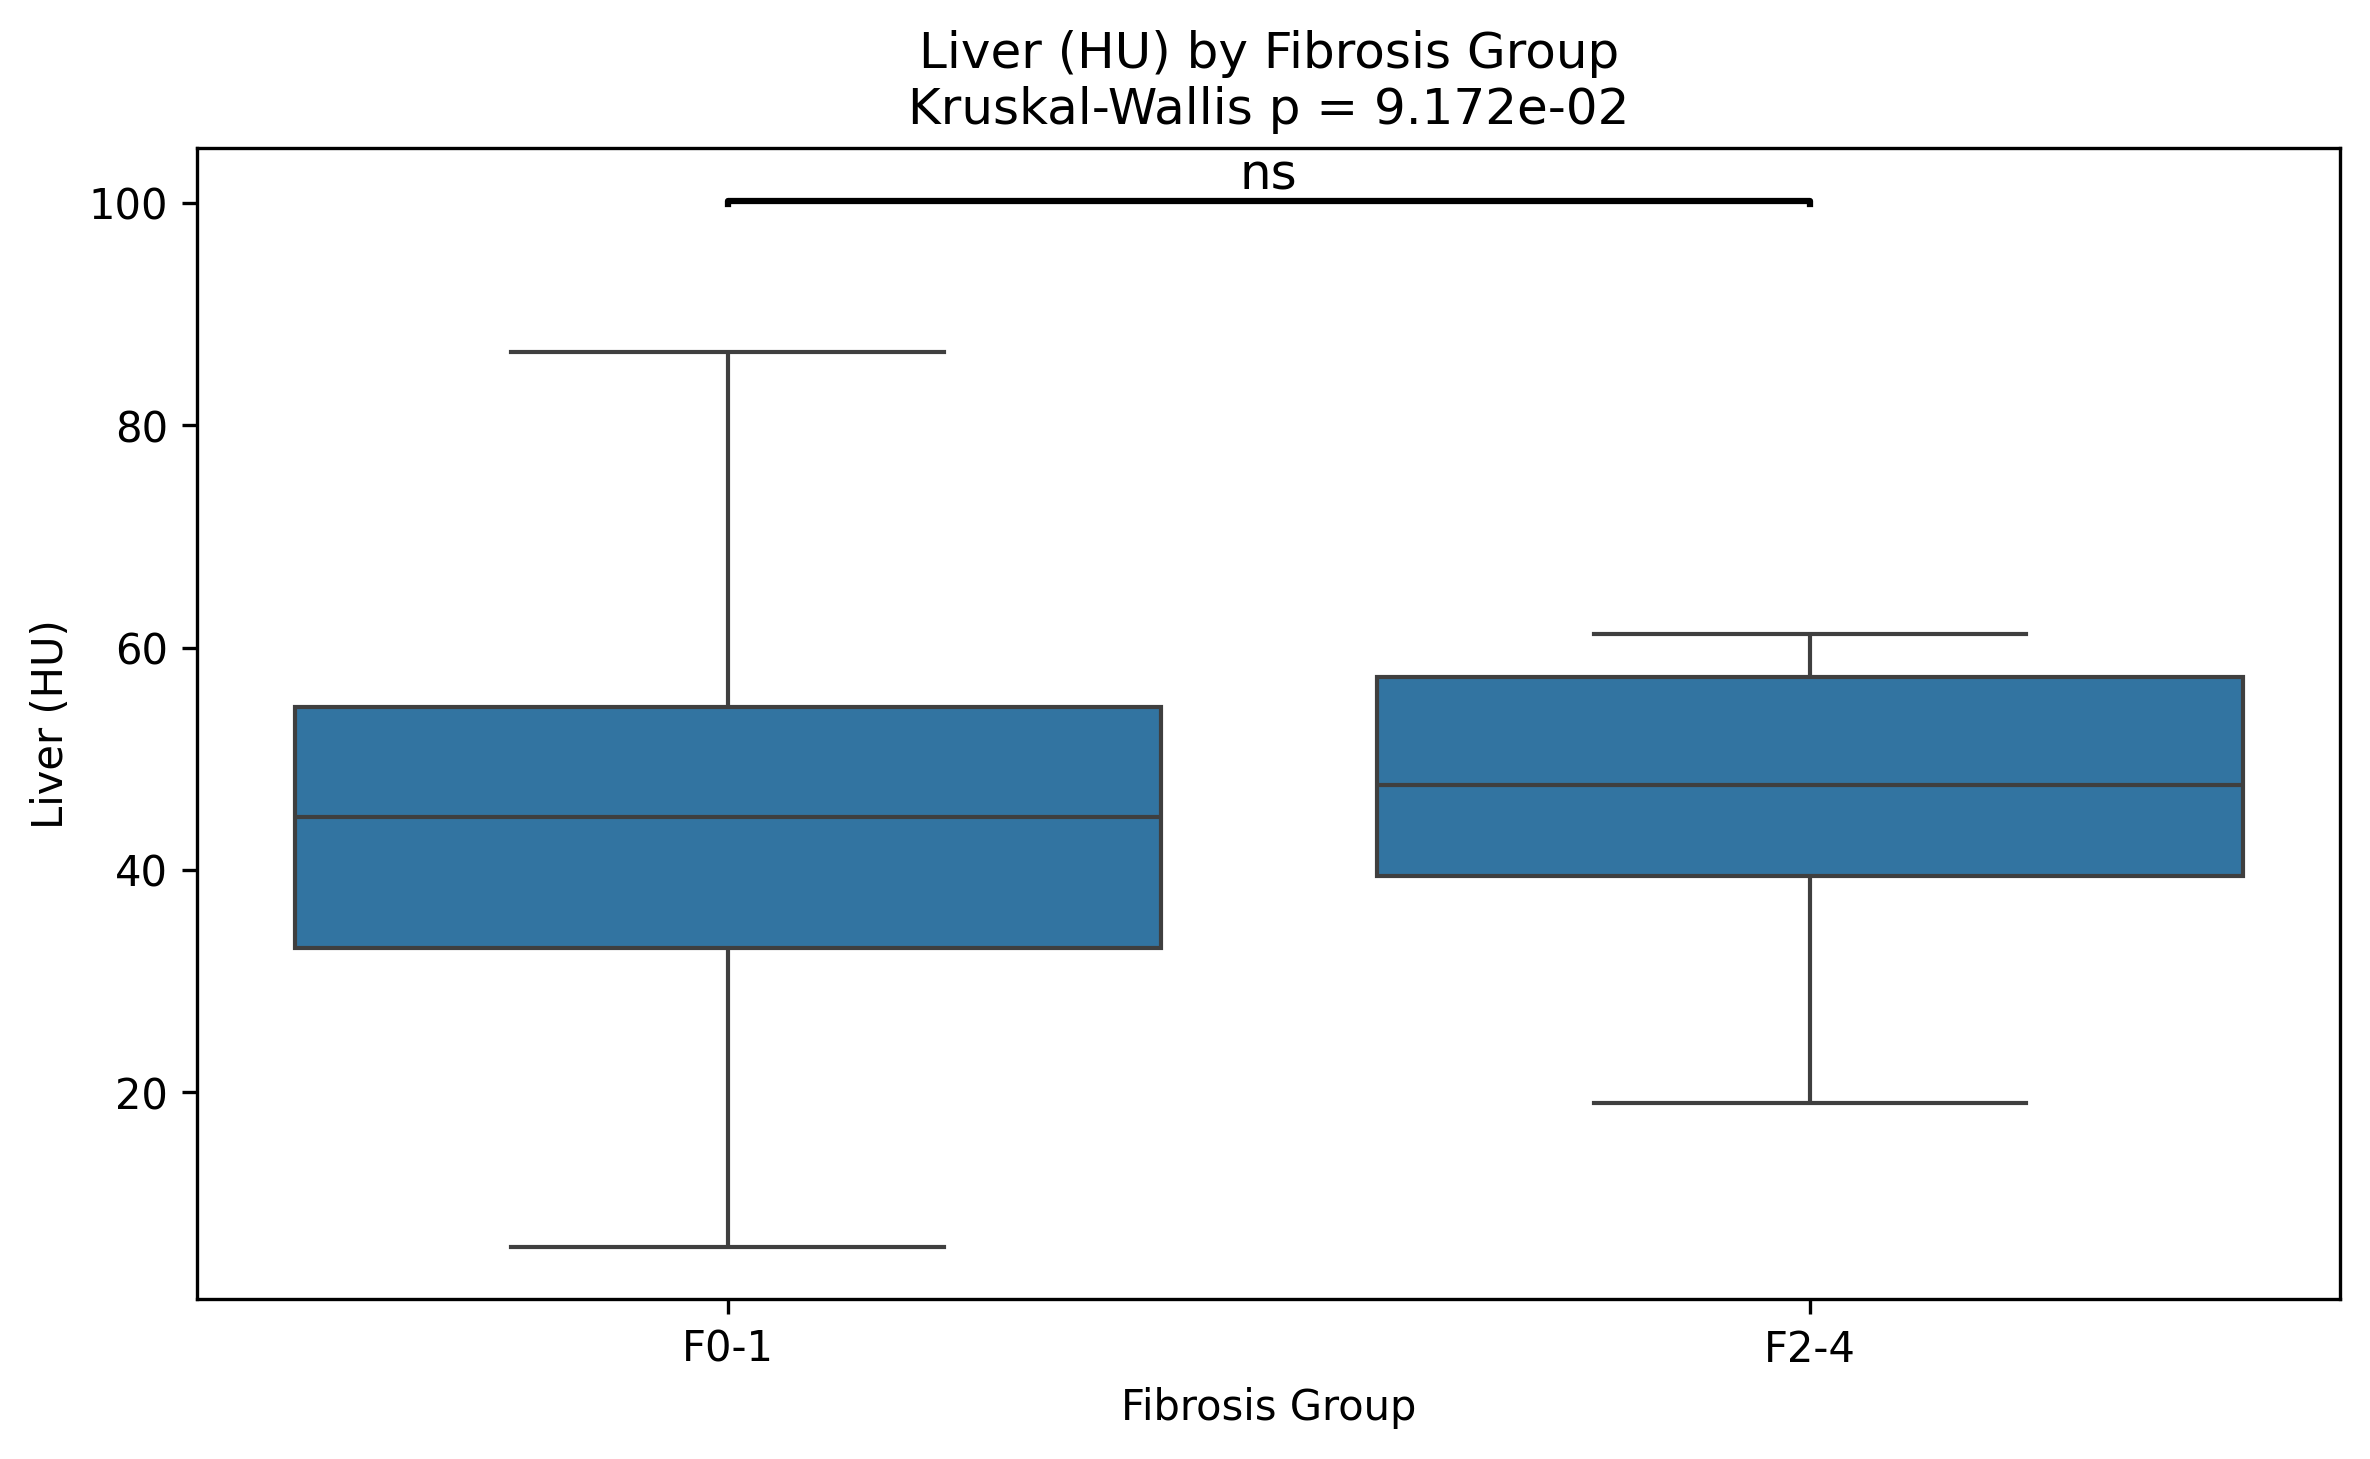 Liver (HU) by Fibrosis Group
Kruskal-Wallis p = 9.172e-02
ns
100
80
60
40
20
Liver (HU)
F0-1
F2-4
Fibrosis Group